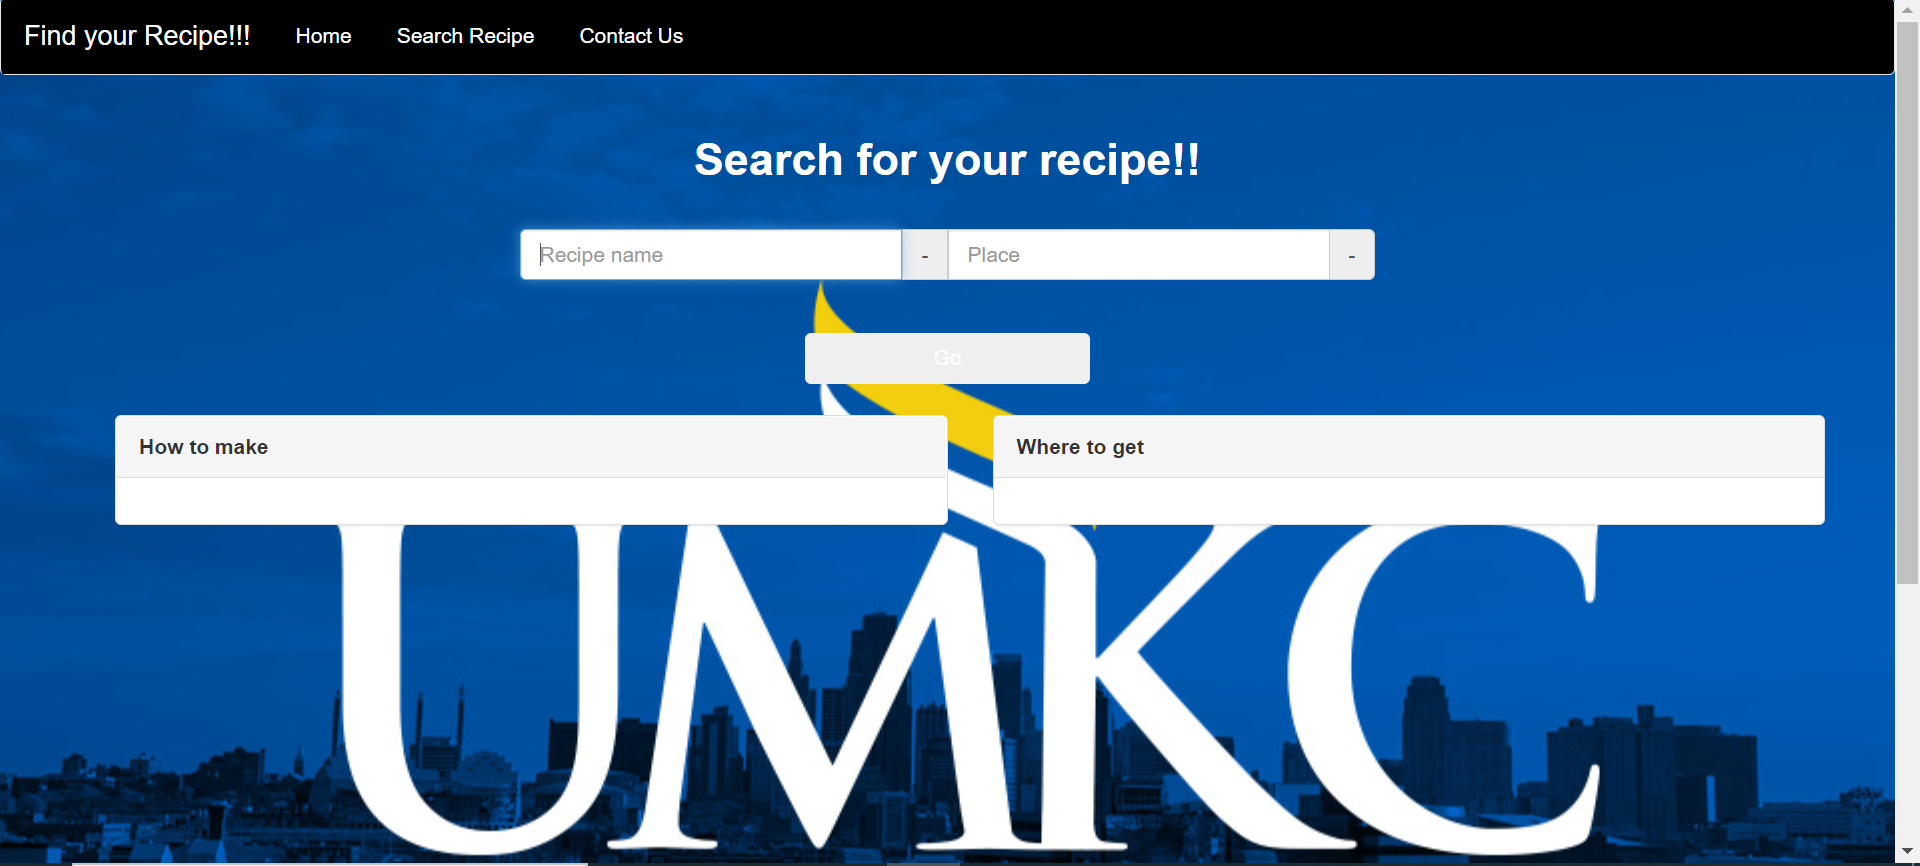 Find your Recipe!!! Home Search Recipe Contact Us
Search for your recipe!!
Recipe name - Place -
Go
How to make
Where to get
UMKC